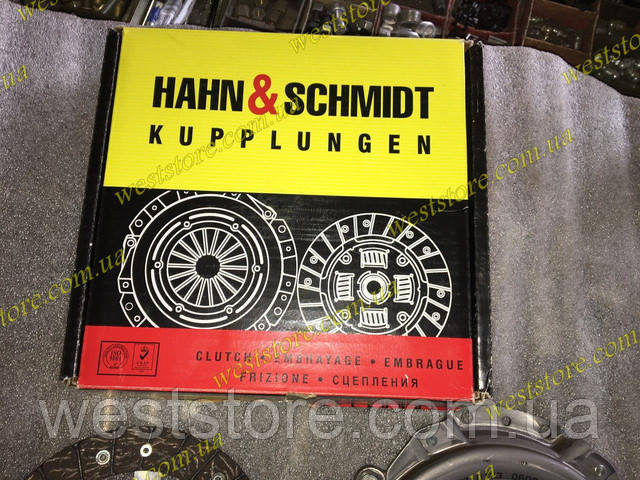 HAHN & SCHMIDT
KUPPLUNGEN
CLUTCH • EMBRAYAGE • EMBRAGUE
FRIZIONE • СЦЕПЛЕНИЯ
weststore.com.ua